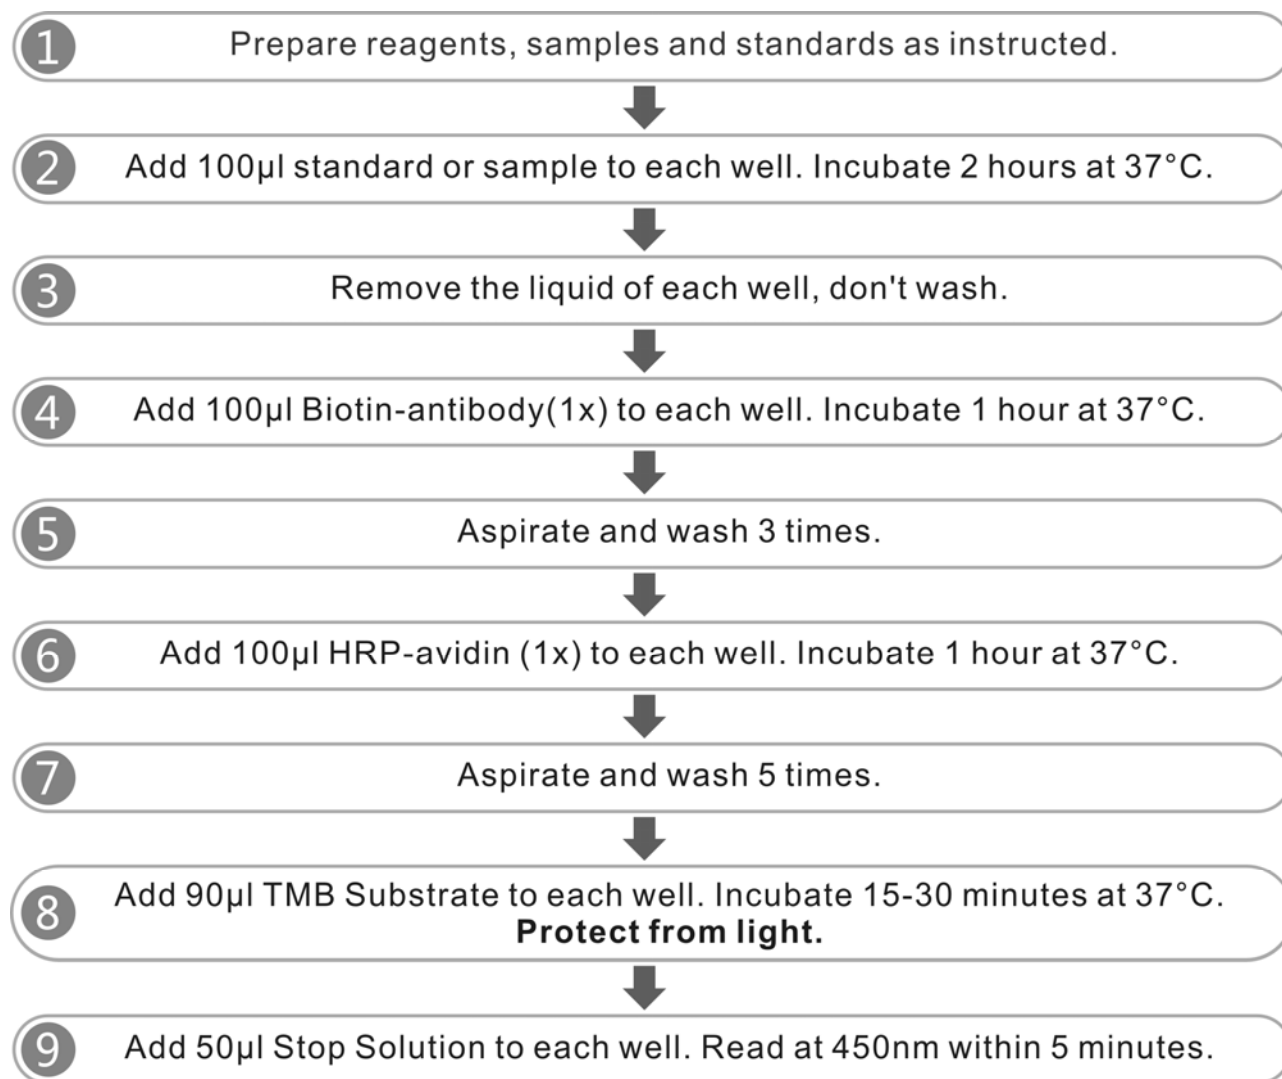 1 Prepare reagents, samples and standards as instructed.
2 Add 100µl standard or sample to each well. Incubate 2 hours at 37°C.
3 Remove the liquid of each well, don't wash.
4 Add 100µl Biotin-antibody(1x) to each well. Incubate 1 hour at 37°C.
5 Aspirate and wash 3 times.
6 Add 100µl HRP-avidin (1x) to each well. Incubate 1 hour at 37°C.
7 Aspirate and wash 5 times.
8 Add 90µl TMB Substrate to each well. Incubate 15-30 minutes at 37°C.
Protect from light.
9 Add 50µl Stop Solution to each well. Read at 450nm within 5 minutes.